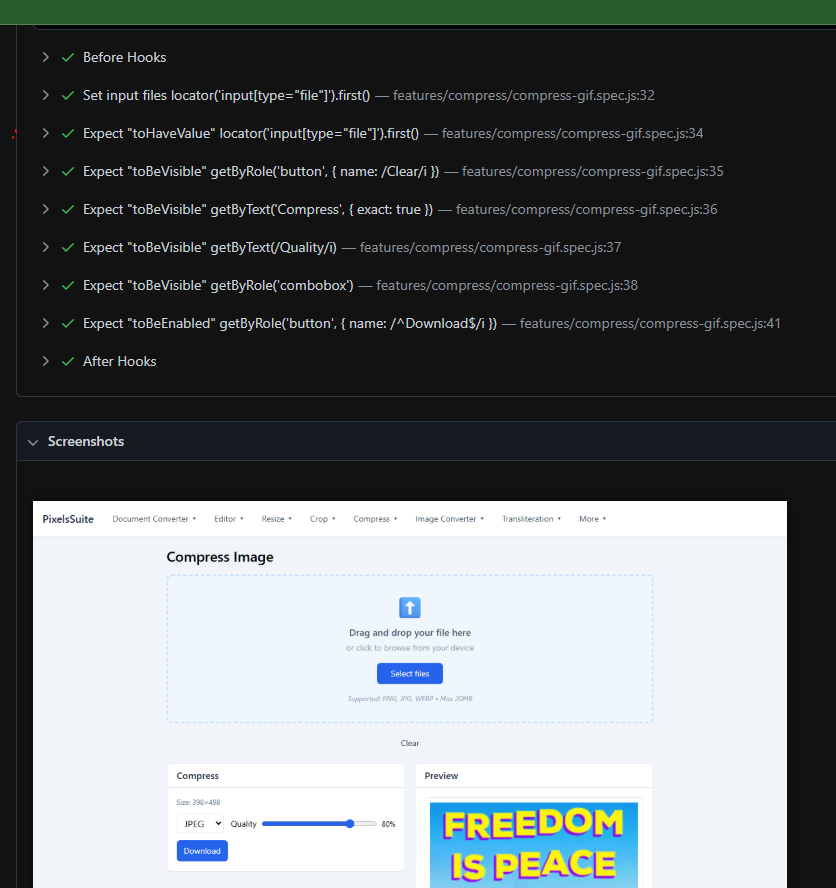 Before Hooks
Set input files locator('input[type="file"]').first() — features/compress/compress-gif.spec.js:32
Expect "toHaveValue" locator('input[type="file"]').first() — features/compress/compress-gif.spec.js:34
Expect "toBeVisible" getByRole('button', { name: /Clear/i }) — features/compress/compress-gif.spec.js:35
Expect "toBeVisible" getByText('Compress', { exact: true }) — features/compress/compress-gif.spec.js:36
Expect "toBeVisible" getByText(/Quality/i) — features/compress/compress-gif.spec.js:37
Expect "toBeVisible" getByRole('combobox') — features/compress/compress-gif.spec.js:38
Expect "toBeEnabled" getByRole('button', { name: /^Download$/i }) — features/compress/compress-gif.spec.js:41
After Hooks
Screenshots
PixelsSuite Document Converter Editor Resize Crop Compress Image Converter Transliteration More
Compress Image
Drag and drop your file here
or click to browse from your device
Select files
Supported: PNG, JPG, WEBP • Max 20MB
Clear
Compress
Size: 398×498
JPEG Quality 80%
Download
Preview
FREEDOM
IS PEACE